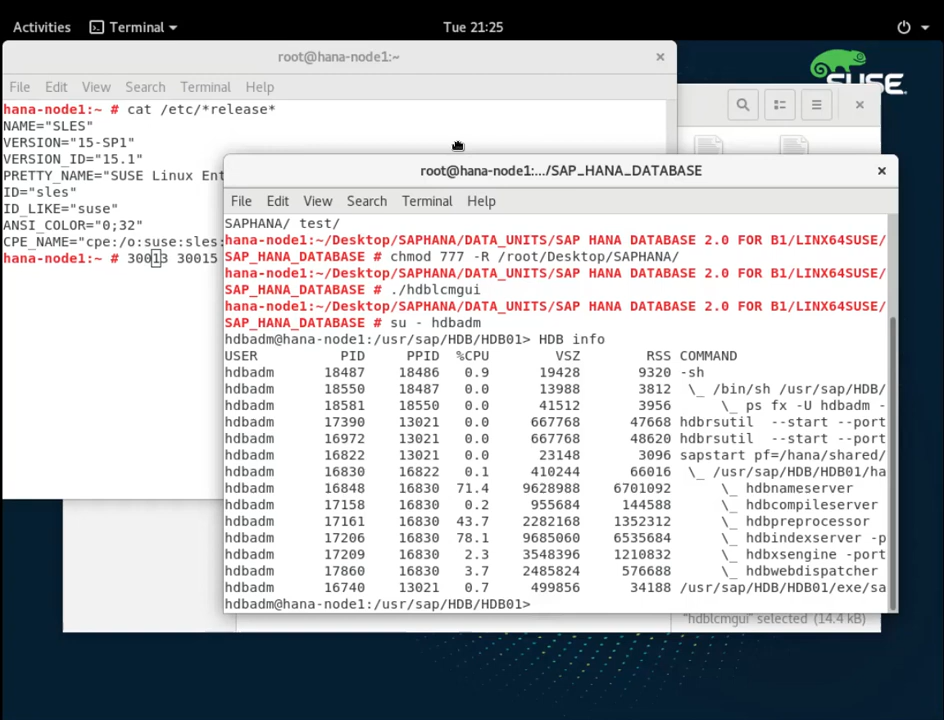 Activities Terminal Tue 21:25
SUSE
root@hana-node1:~
File Edit View Search Terminal Help
hana-node1:~ # cat /etc/*release*
NAME="SLES"
VERSION="15-SP1"
VERSION_ID="15.1"
PRETTY_NAME="SUSE Linux Ent
ID="sles"
ID_LIKE="suse"
ANSI_COLOR="0;32"
CPE_NAME="cpe:/o:suse:sles:
hana-node1:~ # 30013 30015
root@hana-node1:.../SAP_HANA_DATABASE
File Edit View Search Terminal Help
SAPHANA/ test/
hana-node1:~/Desktop/SAPHANA/DATA_UNITS/SAP HANA DATABASE 2.0 FOR B1/LINX64SUSE/
SAP_HANA_DATABASE # chmod 777 -R /root/Desktop/SAPHANA/
hana-node1:~/Desktop/SAPHANA/DATA_UNITS/SAP HANA DATABASE 2.0 FOR B1/LINX64SUSE/
SAP_HANA_DATABASE # ./hdblcmgui
hana-node1:~/Desktop/SAPHANA/DATA_UNITS/SAP HANA DATABASE 2.0 FOR B1/LINX64SUSE/
SAP_HANA_DATABASE # su - hdbadm
hdbadm@hana-node1:/usr/sap/HDB/HDB01> HDB info
USER PID PPID %CPU VSZ RSS COMMAND
hdbadm 18487 18486 0.9 19428 9320 -sh
hdbadm 18550 18487 0.0 13988 3812 \_ /bin/sh /usr/sap/HDB/
hdbadm 18581 18550 0.0 41512 3956 \_ ps fx -U hdbadm -
hdbadm 17390 13021 0.0 667768 47668 hdbrsutil --start --port
hdbadm 16972 13021 0.0 667768 48620 hdbrsutil --start --port
hdbadm 16822 13021 0.0 23148 3096 sapstart pf=/hana/shared/
hdbadm 16830 16822 0.1 410244 66016 \_ /usr/sap/HDB/HDB01/ha
hdbadm 16848 16830 71.4 9628988 6701092 \_ hdbnameserver
hdbadm 17158 16830 0.2 955684 144588 \_ hdbcompileserver
hdbadm 17161 16830 43.7 2282168 1352312 \_ hdbpreprocessor
hdbadm 17206 16830 78.1 9685060 6535684 \_ hdbindexserver -p
hdbadm 17209 16830 2.3 3548396 1210832 \_ hdbxsengine -port
hdbadm 17860 16830 3.7 2485824 576688 \_ hdbwebdispatcher
hdbadm 16740 13021 0.7 499856 34188 /usr/sap/HDB/HDB01/exe/sa
hdbadm@hana-node1:/usr/sap/HDB/HDB01>
"hdblcmgui" selected (14.4 kB)